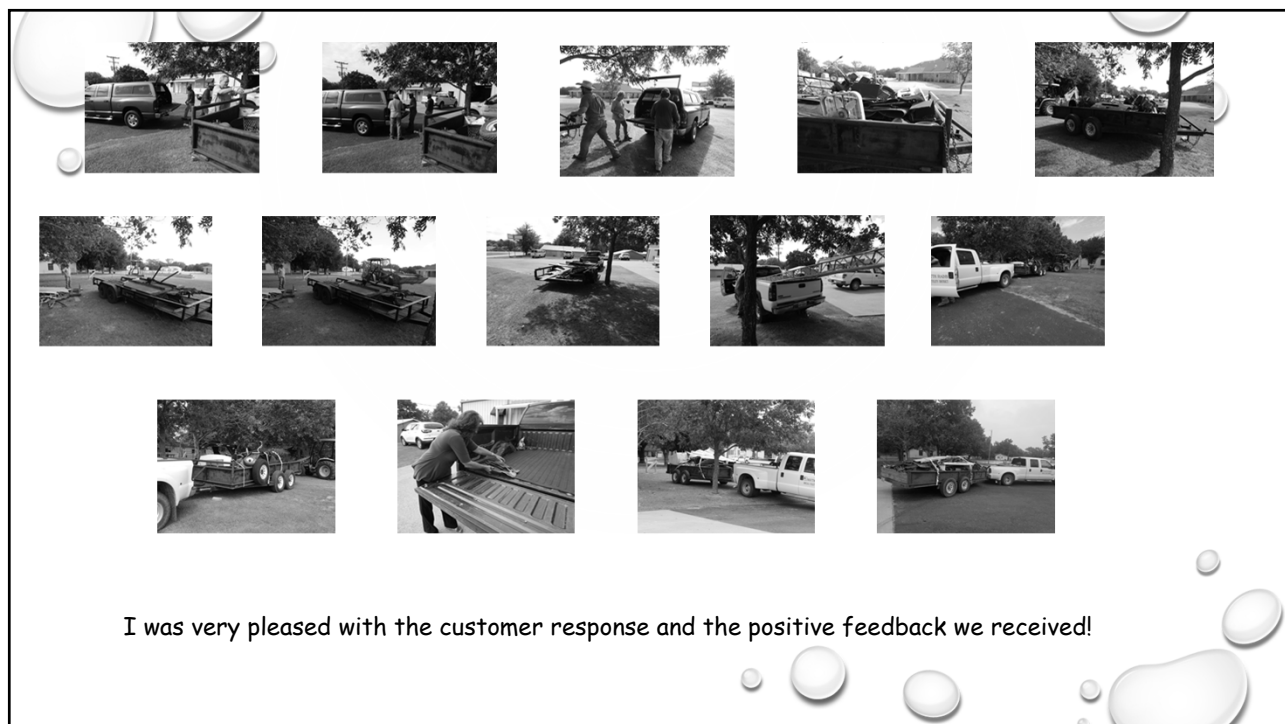 I was very pleased with the customer response and the positive feedback we received!